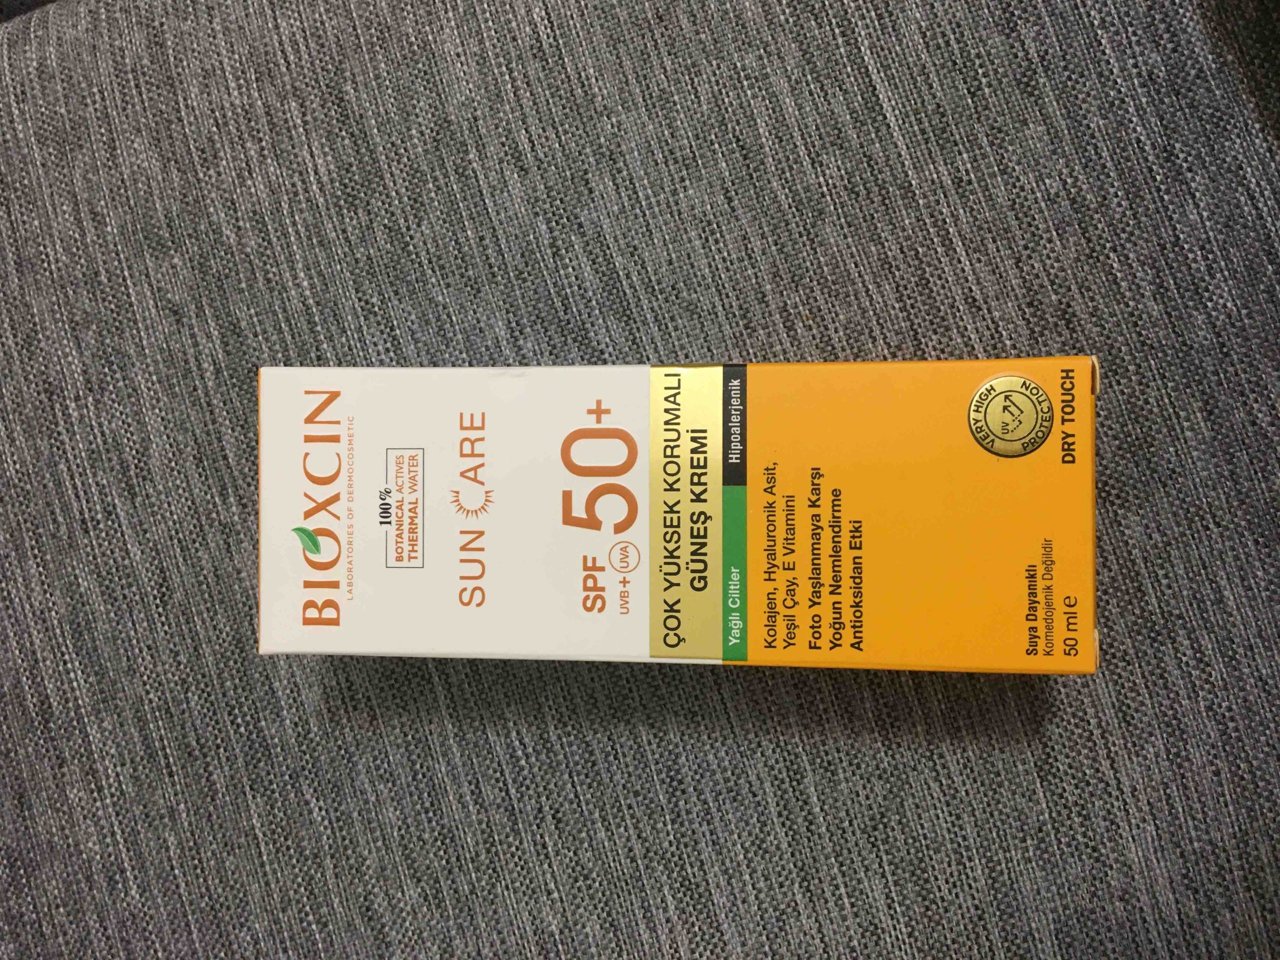 BIOXCIN
LABORATORIES OF DERMOCOSMETIC
100%
BOTANICAL ACTIVES
THERMAL WATER
SUN CARE
SPF 50+
UVB+ UVA
ÇOK YÜKSEK KORUMALI
GÜNEŞ KREMİ
Yağlı Ciltler
Hipoalerjenik
Kolajen, Hyaluronik Asit,
Yeşil Çay, E Vitamini
Foto Yaşlanmaya Karşı
Yoğun Nemlendirme
Antioksidan Etki
VERY HIGH
UV
PROTECTION
Suya Dayanıklı
Komedojenik Değildir
50 ml e
DRY TOUCH